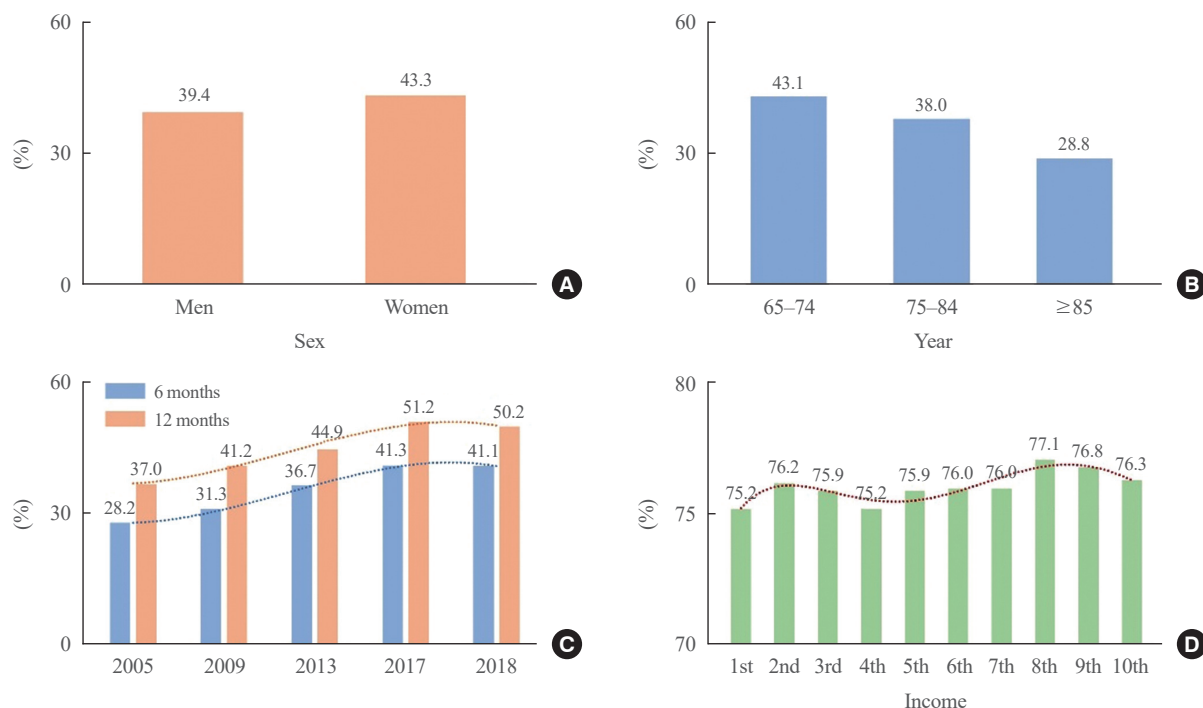 60
39.4
43.3
30
(%)
0
Men
Women
Sex
A
60
43.1
38.0
28.8
30
(%)
0
65–74
75–84
≥85
Year
B
60
6 months
12 months
28.2
37.0
31.3
41.2
36.7
44.9
41.3
51.2
41.1
50.2
30
(%)
0
2005
2009
2013
2017
2018
C
80
75.2
76.2
75.9
75.2
75.9
76.0
76.0
77.1
76.8
76.3
75
(%)
70
1st
2nd
3rd
4th
5th
6th
7th
8th
9th
10th
Income
D